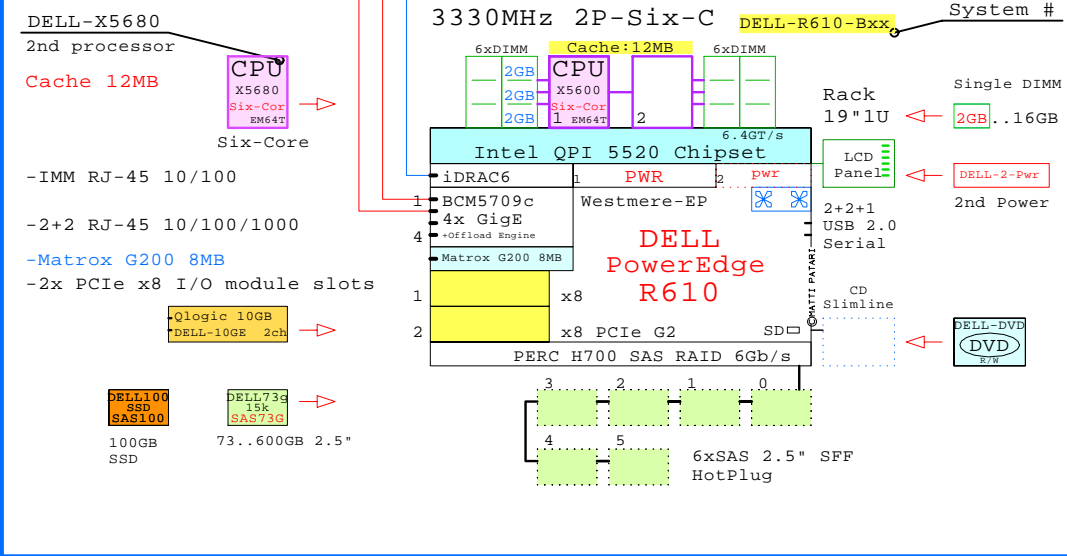 DELL-X5680
2nd processor
Cache 12MB
CPU
X5680
Six-Cor
EM64T
Six-Core
-IMM RJ-45 10/100
-2+2 RJ-45 10/100/1000
-Matrox G200 8MB
-2x PCIe x8 I/O module slots
Qlogic 10GB
DELL-10GE 2ch
DELL100
SSD
SAS100
100GB
SSD
DELL73g
15k
SAS73G
73..600GB 2.5"
3330MHz 2P-Six-C
DELL-R610-Bxx
System #
6xDIMM
Cache:12MB
6xDIMM
2GB
2GB
2GB
CPU
X5600
Six-Cor
1 EM64T
2
6.4GT/s
Intel QPI 5520 Chipset
iDRAC6
1 PWR
2 pwr
1 BCM5709c
4x GigE
4 +Offload Engine
Matrox G200 8MB
Westmere-EP
DELL
PowerEdge
R610
1 x8
2 x8 PCIe G2
SD
PERC H700 SAS RAID 6Gb/s
©MATTI PATARI
3 2 1 0
4 5
6xSAS 2.5" SFF
HotPlug
Rack
19"1U
Single DIMM
2GB..16GB
LCD
Panel
DELL-2-Pwr
2nd Power
2+2+1
USB 2.0
Serial
CD
Slimline
DELL-DVD
DVD
R/W